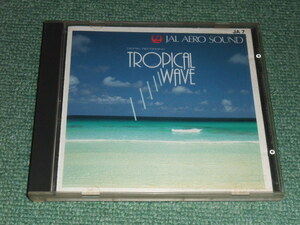 JA 7
JAL AERO SOUND
TROPICAL
WAVE